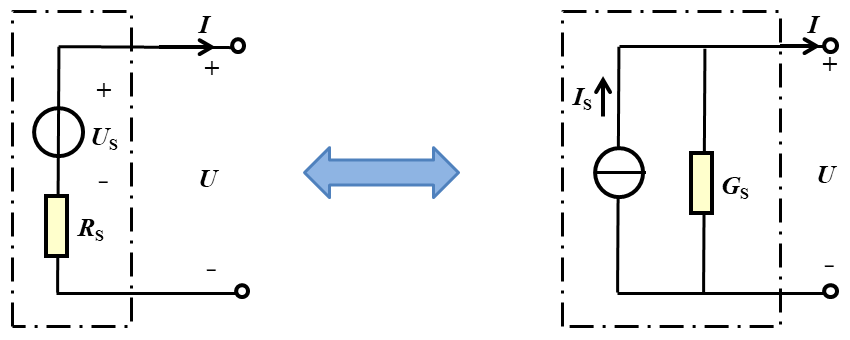 I
+
+
U_S
U
-
R_S
-
I
+
I_S
U
G_S
-